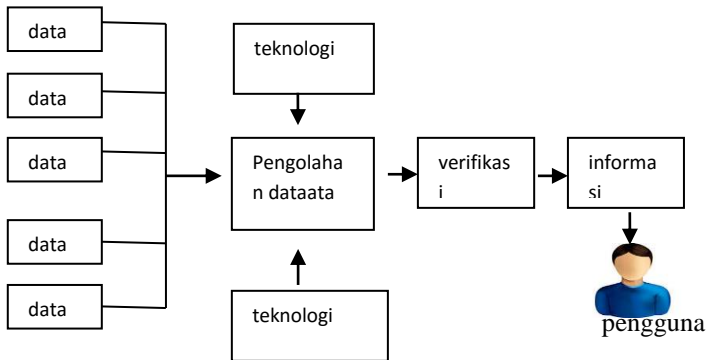 data
data
data
data
data
teknologi
Pengolaha
n dataata
teknologi
verifikas
i
informa
si
pengguna